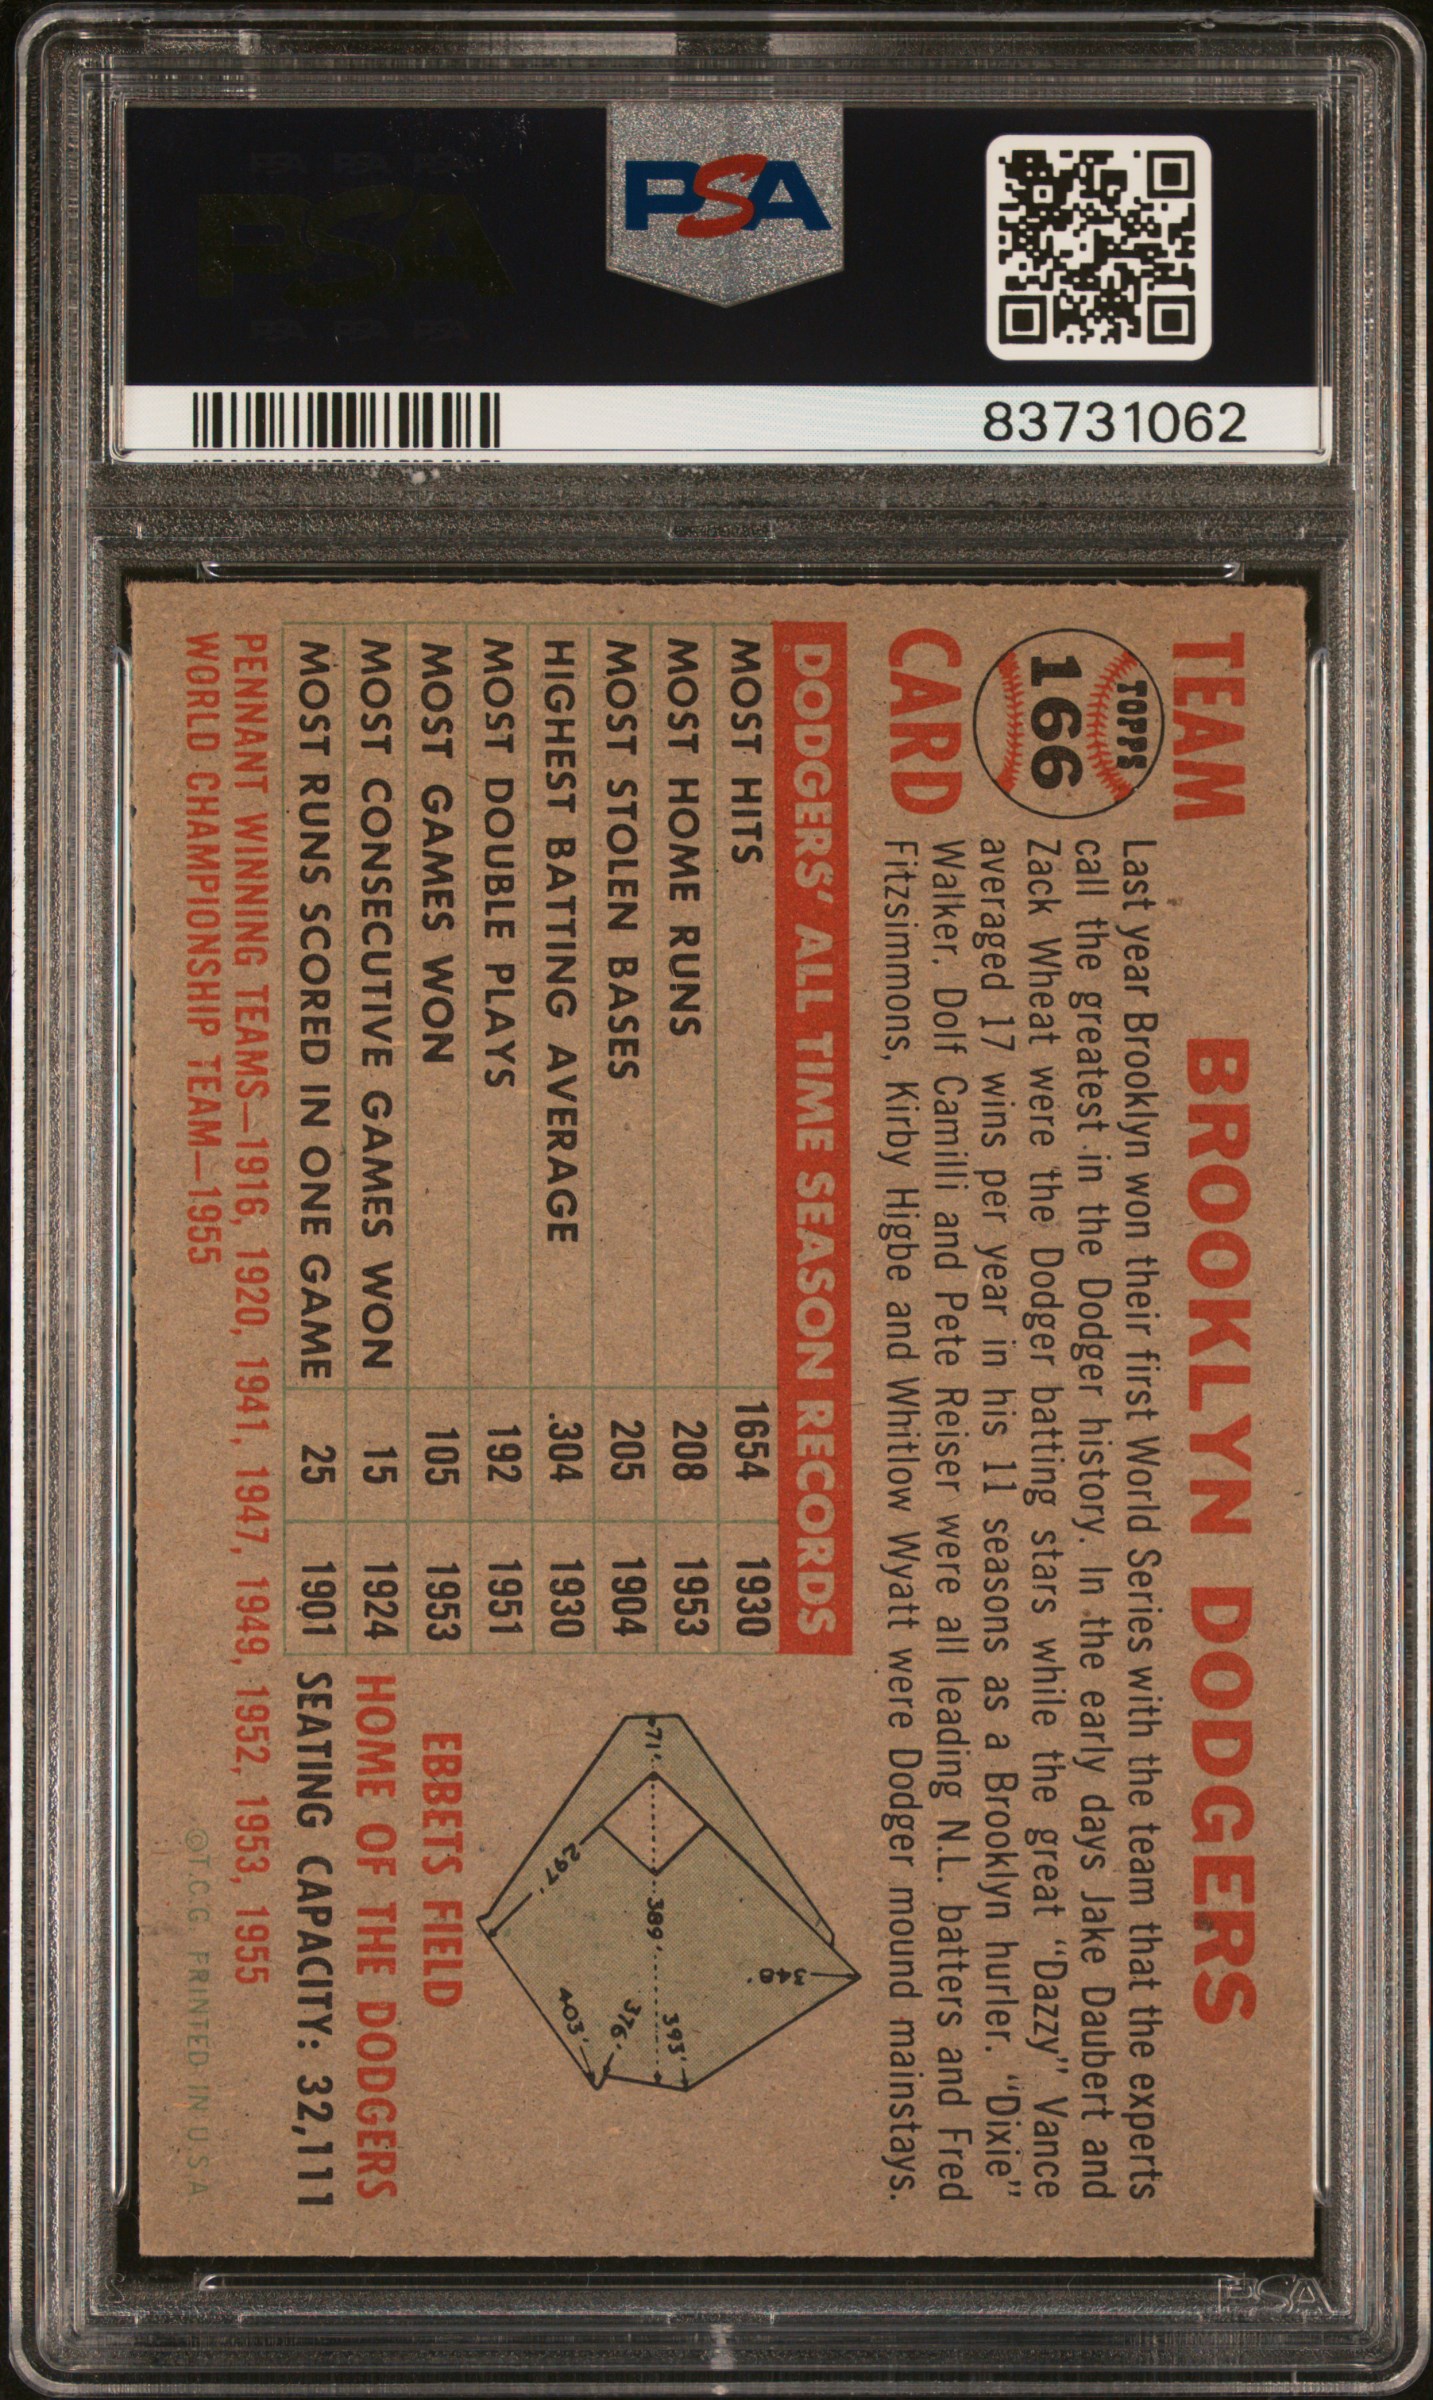 PSA
83731062
TEAM
TOPPS
166
CARD
BROOKLYN DODGERS
Last year Brooklyn won their first World Series with the team that the experts
call the greatest in the Dodger history. In the early days Jake Daubert and
Zack Wheat were the Dodger batting stars while the great "Dazzy" Vance
averaged 17 wins per year in his 11 seasons as a Brooklyn hurler. "Dixie"
Walker, Dolf Camilli and Pete Reiser were all leading N.L. batters and Fred
Fitzsimmons, Kirby Higbe and Whitlow Wyatt were Dodger mound mainstays.
DODGERS' ALL TIME SEASON RECORDS
MOST HITS 1654 1930
MOST HOME RUNS 208 1953
MOST STOLEN BASES 205 1904
HIGHEST BATTING AVERAGE .304 1930
MOST DOUBLE PLAYS 192 1951
MOST GAMES WON 105 1953
MOST CONSECUTIVE GAMES WON 15 1924
MOST RUNS SCORED IN ONE GAME 25 1901
71'
297'
389'
348'
393'
376'
403'
EBBETS FIELD
HOME OF THE DODGERS
SEATING CAPACITY: 32,111
PENNANT WINNING TEAMS—1916, 1920, 1941, 1947, 1949, 1952, 1953, 1955
WORLD CHAMPIONSHIP TEAM—1955
©T.C.G PRINTED IN U.S.A.
PSA